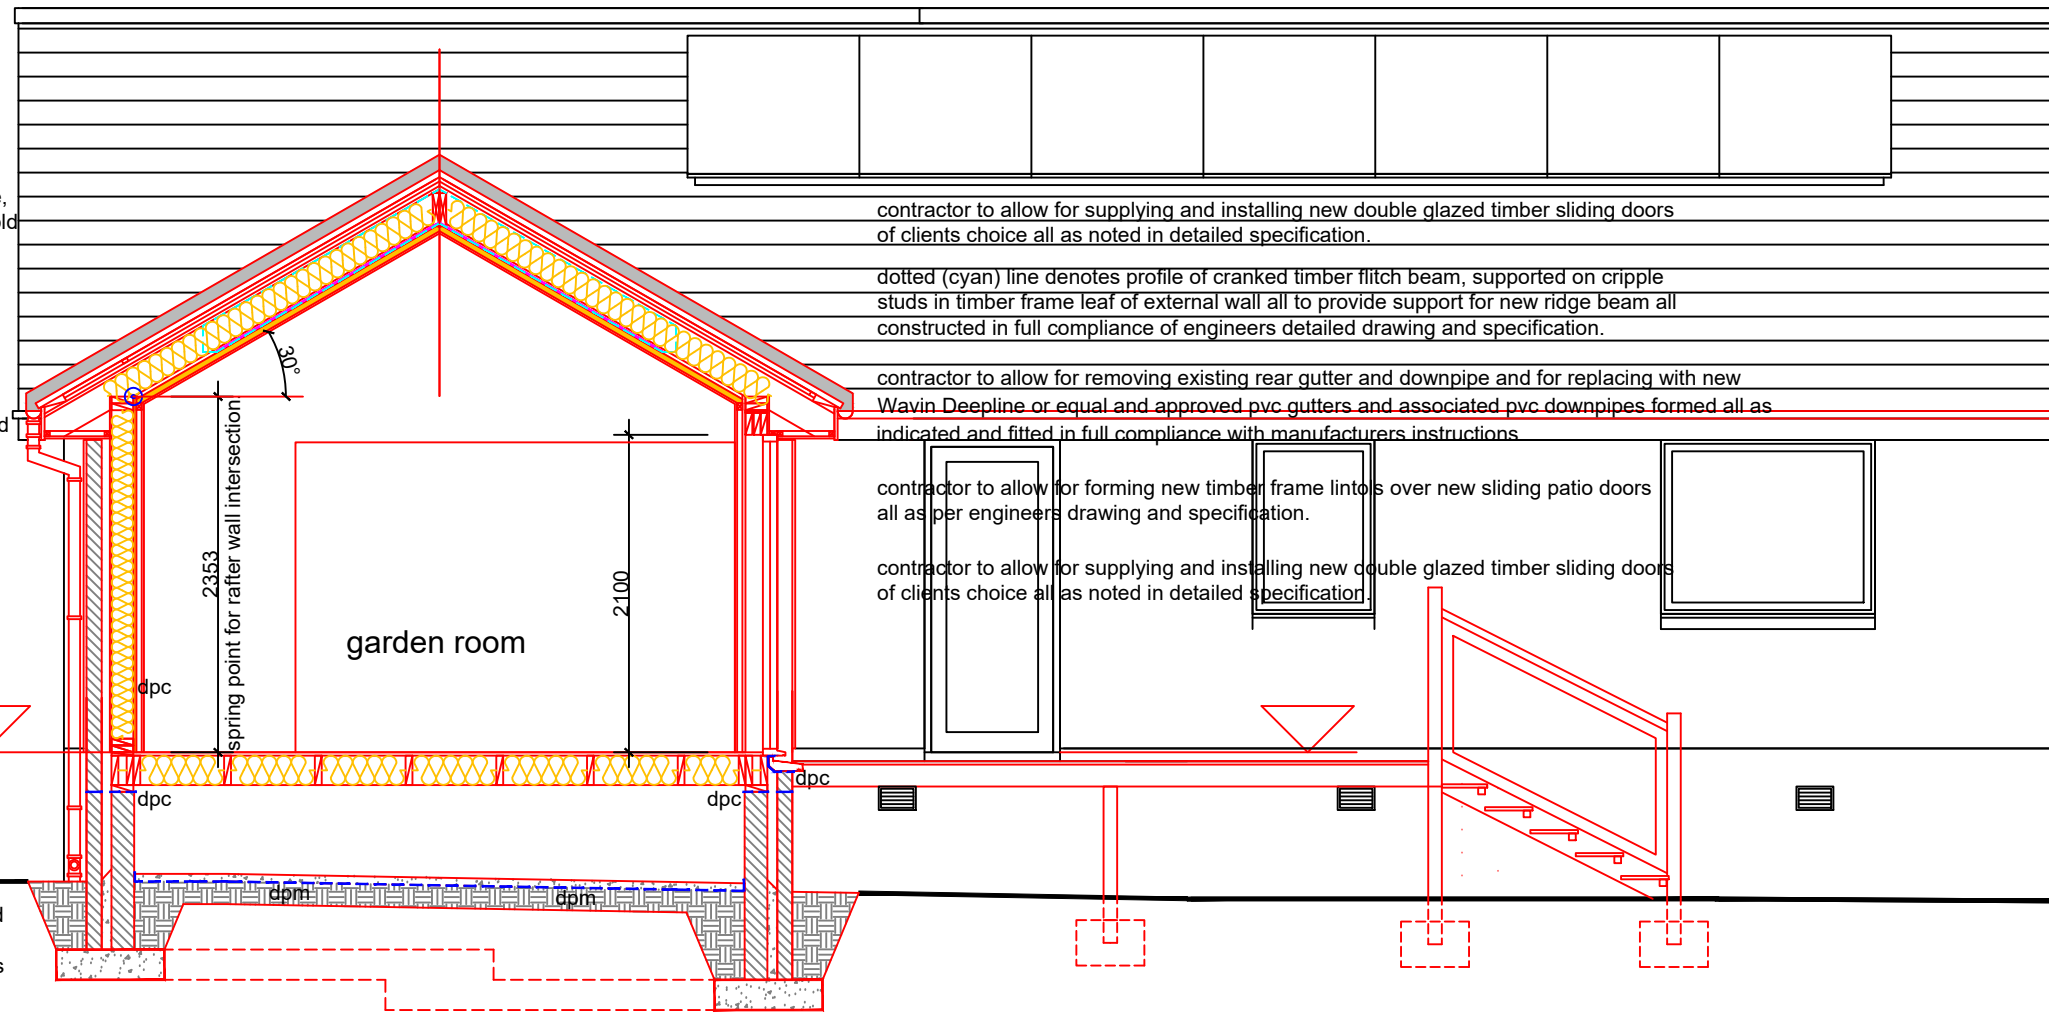 contractor to allow for supplying and installing new double glazed timber sliding doors
of clients choice all as noted in detailed specification.
dotted (cyan) line denotes profile of cranked timber flitch beam, supported on cripple
studs in timber frame leaf of external wall all to provide support for new ridge beam all
constructed in full compliance of engineers detailed drawing and specification.
contractor to allow for removing existing rear gutter and downpipe and for replacing with new
Wavin Deepline or equal and approved pvc gutters and associated pvc downpipes formed all as
indicated and fitted in full compliance with manufacturers instructions
contractor to allow for forming new timber frame lintols over new sliding patio doors
all as per engineers drawing and specification.
contractor to allow for supplying and installing new double glazed timber sliding doors
of clients choice all as noted in detailed specification.
30°
2353
spring point for rafter wall intersection
2100
garden room
dpc
dpc
dpc
dpc
dpm
dpm